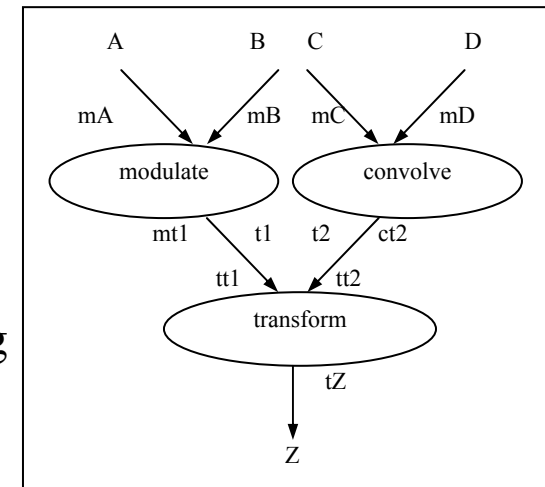 A B C D
mA mB mC mD
modulate convolve
mt1 t1 t2 ct2
tt1 tt2
transform
g
tZ
Z